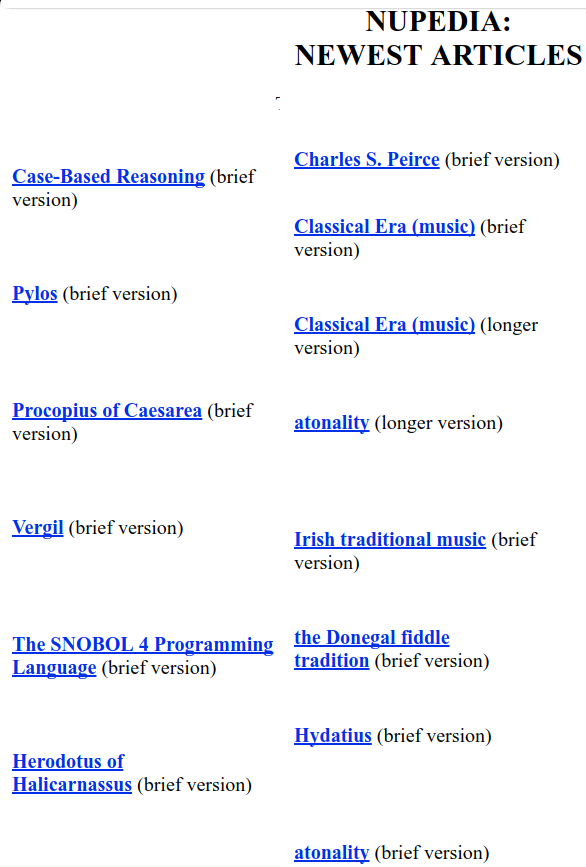 NUPEDIA:
NEWEST ARTICLES
Case-Based Reasoning (brief
version)
Pylos (brief version)
Procopius of Caesarea (brief
version)
Vergil (brief version)
The SNOBOL 4 Programming
Language (brief version)
Herodotus of
Halicarnassus (brief version)
Charles S. Peirce (brief version)
Classical Era (music) (brief
version)
Classical Era (music) (longer
version)
atonality (longer version)
Irish traditional music (brief
version)
the Donegal fiddle
tradition (brief version)
Hydatius (brief version)
atonality (brief version)